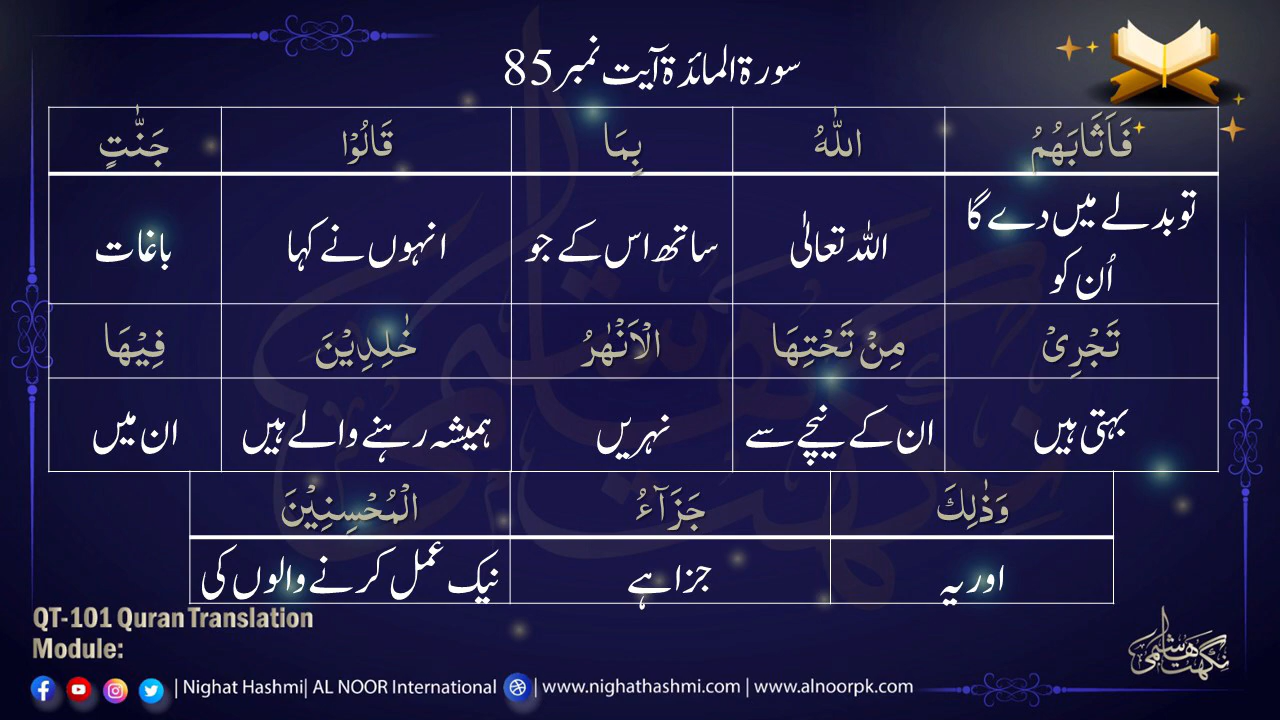 سورۃ المائدۃ آیت نمبر 85
فَاَثَابَهُمُ اللّٰهُ بِمَا قَالُوْا جَنّٰتٍ
تو بدلے میں دے گا اُن کو اللہ تعالٰی ساتھ اس کے جو انہوں نے کہا باغات
تَجْرِیْ مِنْ تَحْتِهَا الْاَنْهٰرُ خٰلِدِیْنَ فِیْهَا
بہتی ہیں ان کے نیچے سے نہریں ہمیشہ رہنے والے ہیں ان میں
وَذٰلِكَ جَزَآءُ الْمُحْسِنِیْنَ
اور یہ جزا ہے نیک عمل کرنے والوں کی
QT-101 Quran Translation
Module:
نگہت ہاشمی
| Nighat Hashmi| AL NOOR International | www.nighathashmi.com | www.alnoorpk.com